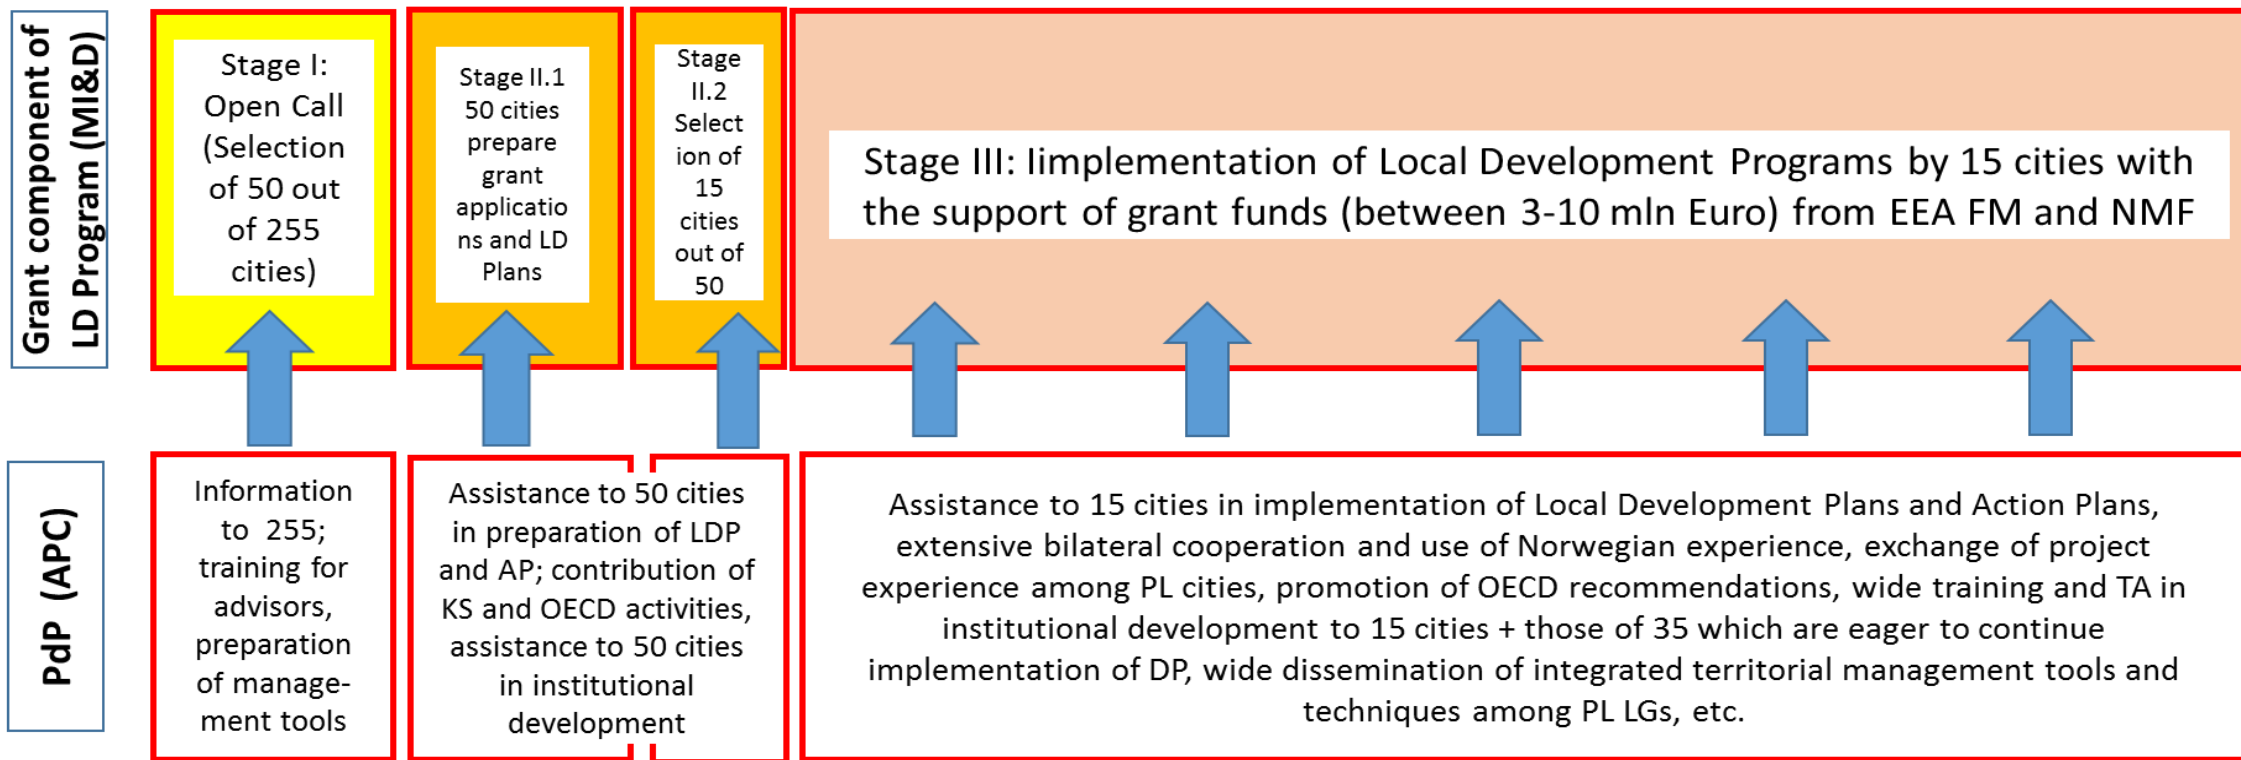 Grant component of
LD Program (MI&D)
Stage I:
Open Call
(Selection
of 50 out
of 255
cities)
Stage II.1
50 cities
prepare
grant
applicatio
ns and LD
Plans
Stage
II.2
Select
ion of
15
cities
out of
50
Stage III: Iimplementation of Local Development Programs by 15 cities with
the support of grant funds (between 3-10 mln Euro) from EEA FM and NMF
PdP (APC)
Information
to 255;
training for
advisors,
preparation
of manage-
ment tools
Assistance to 50 cities
in preparation of LDP
and AP; contribution of
KS and OECD activities,
assistance to 50 cities
in institutional
development
Assistance to 15 cities in implementation of Local Development Plans and Action Plans,
extensive bilateral cooperation and use of Norwegian experience, exchange of project
experience among PL cities, promotion of OECD recommendations, wide training and TA in
institutional development to 15 cities + those of 35 which are eager to continue
implementation of DP, wide dissemination of integrated territorial management tools and
techniques among PL LGs, etc.